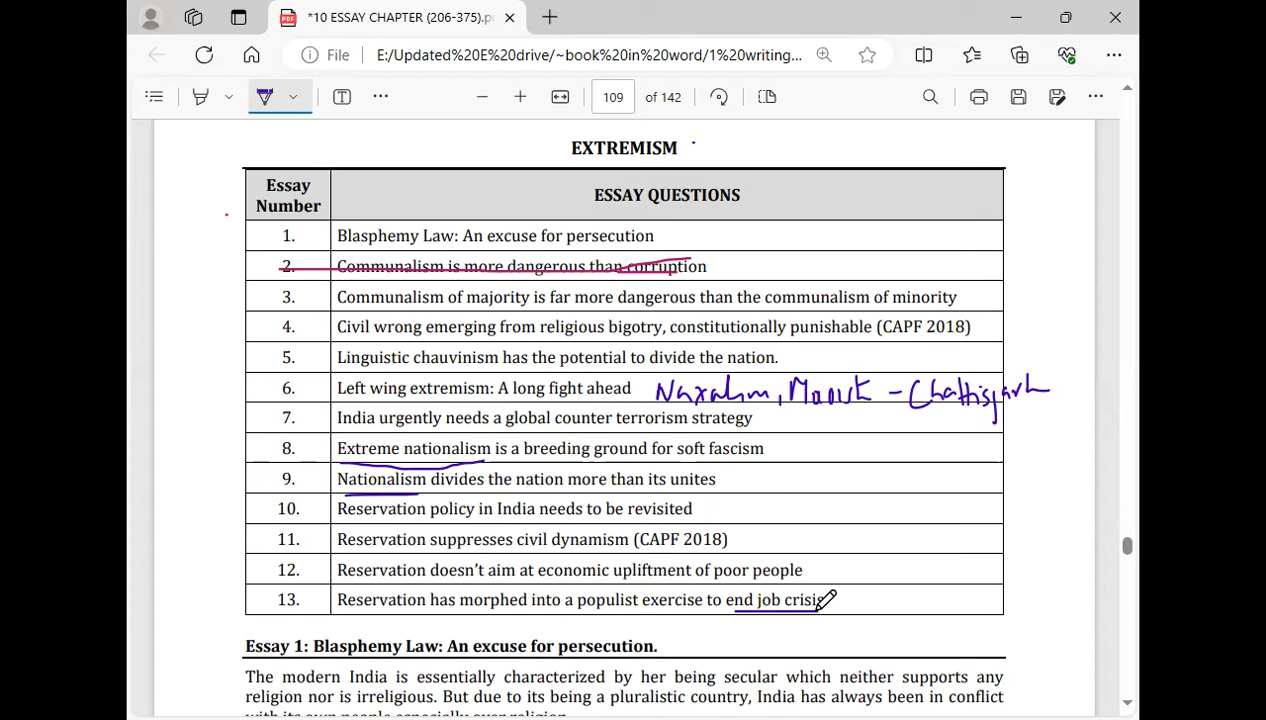 *10 ESSAY CHAPTER (206-375).pd
File E:/Updated%20E%20drive/~book%20in%20word/1%20writing...
109 of 142
EXTREMISM
Essay Number ESSAY QUESTIONS
1. Blasphemy Law: An excuse for persecution
2. Communalism is more dangerous than corruption
3. Communalism of majority is far more dangerous than the communalism of minority
4. Civil wrong emerging from religious bigotry, constitutionally punishable (CAPF 2018)
5. Linguistic chauvinism has the potential to divide the nation.
6. Left wing extremism: A long fight ahead Naxalism, Maoist - Chattisgarh
7. India urgently needs a global counter terrorism strategy
8. Extreme nationalism is a breeding ground for soft fascism
9. Nationalism divides the nation more than its unites
10. Reservation policy in India needs to be revisited
11. Reservation suppresses civil dynamism (CAPF 2018)
12. Reservation doesn't aim at economic upliftment of poor people
13. Reservation has morphed into a populist exercise to end job crisis
Essay 1: Blasphemy Law: An excuse for persecution.
The modern India is essentially characterized by her being secular which neither supports any
religion nor is irreligious. But due to its being a pluralistic country, India has always been in conflict
with its own people especially over religion.